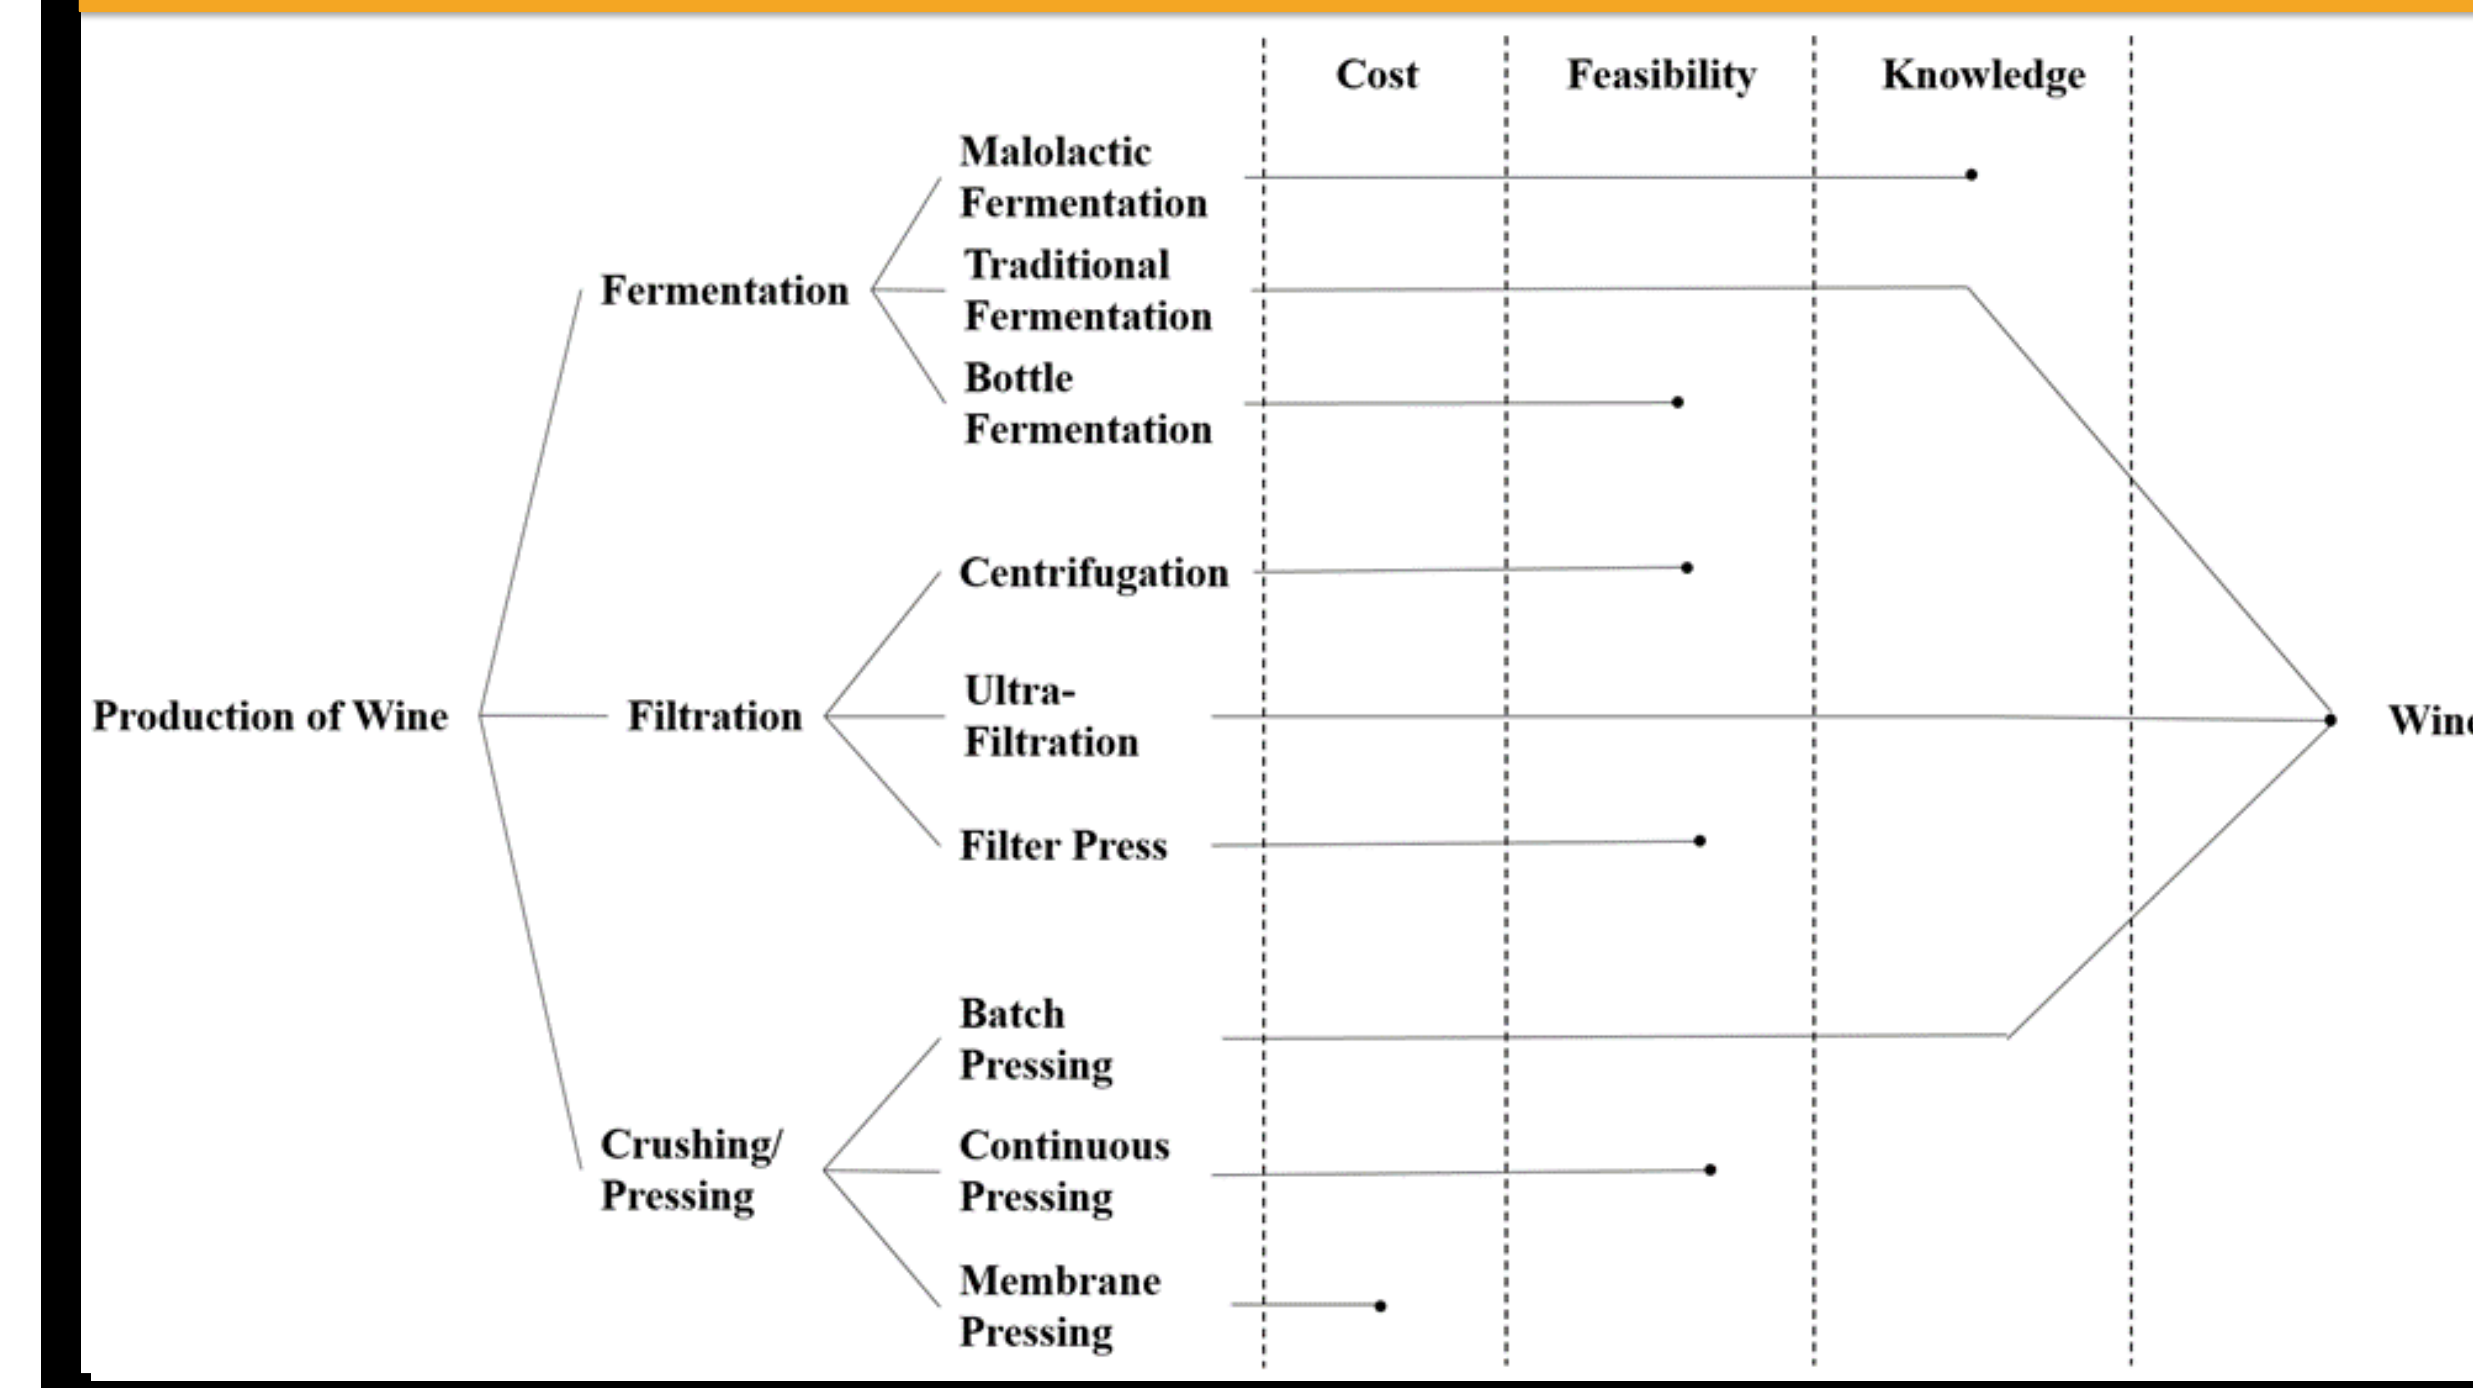 Cost
Feasibility
Knowledge
Malolactic
Fermentation
Traditional
Fermentation
Bottle
Fermentation
Fermentation
Centrifugation
Ultra-
Filtration
Filter Press
Production of Wine
Filtration
Wine
Batch
Pressing
Continuous
Pressing
Membrane
Pressing
Crushing/
Pressing